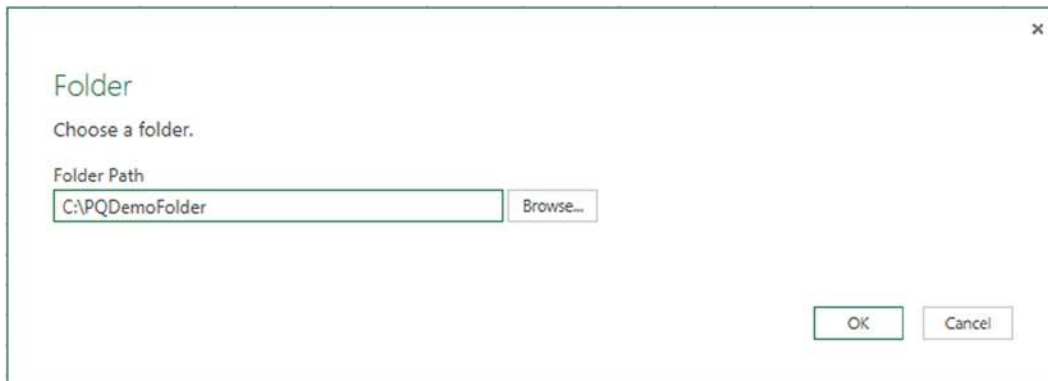 Folder
Choose a folder.
Folder Path
C:\PQDemoFolder
Browse...
OK
Cancel